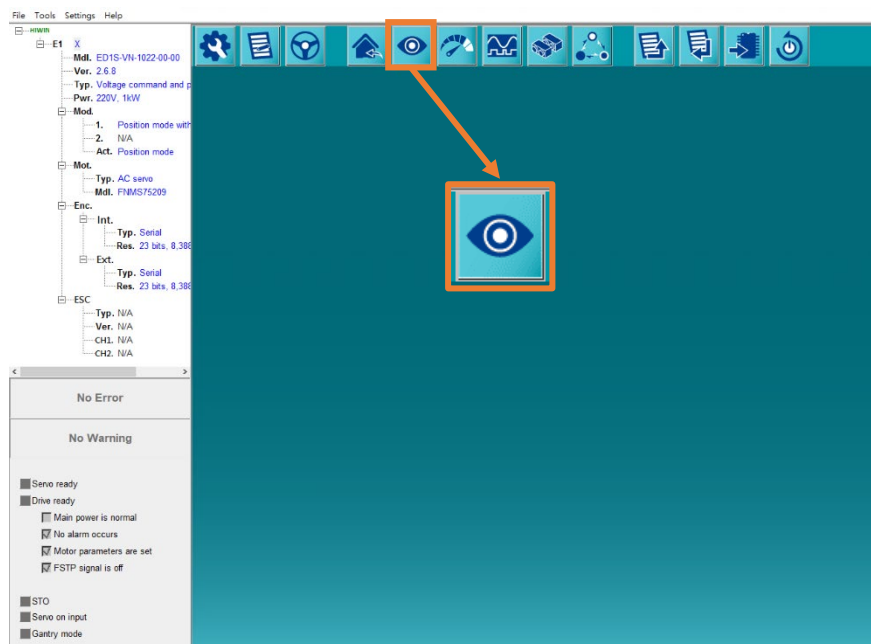 File Tools Settings Help
HIWIN
E1 X
Mdl. ED1S-VN-1022-00-00
Ver. 2.6.8
Typ. Voltage command and p
Pwr. 220V, 1kW
Mod.
1. Position mode with
2. N/A
Act. Position mode
Mot.
Typ. AC servo
Mdl. FNMS75209
Enc.
Int.
Typ. Serial
Res. 23 bits, 8,388
Ext.
Typ. Serial
Res. 23 bits, 8,388
ESC
Typ. N/A
Ver. N/A
CH1. N/A
CH2. N/A
No Error
No Warning
Servo ready
Drive ready
Main power is normal
No alarm occurs
Motor parameters are set
FSTP signal is off
STO
Servo on input
Gantry mode